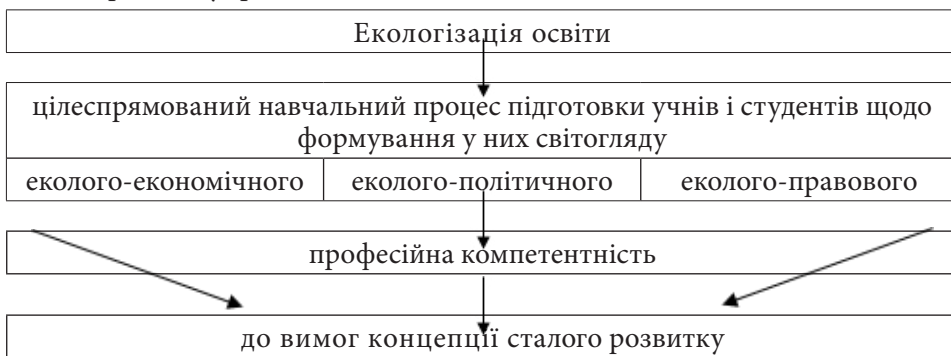 Екологізація освіти
цілеспрямований навчальний процес підготовки учнів і студентів щодо
формування у них світогляду
еколого-економічного еколого-політичного еколого-правового
професійна компетентність
до вимог концепції сталого розвитку